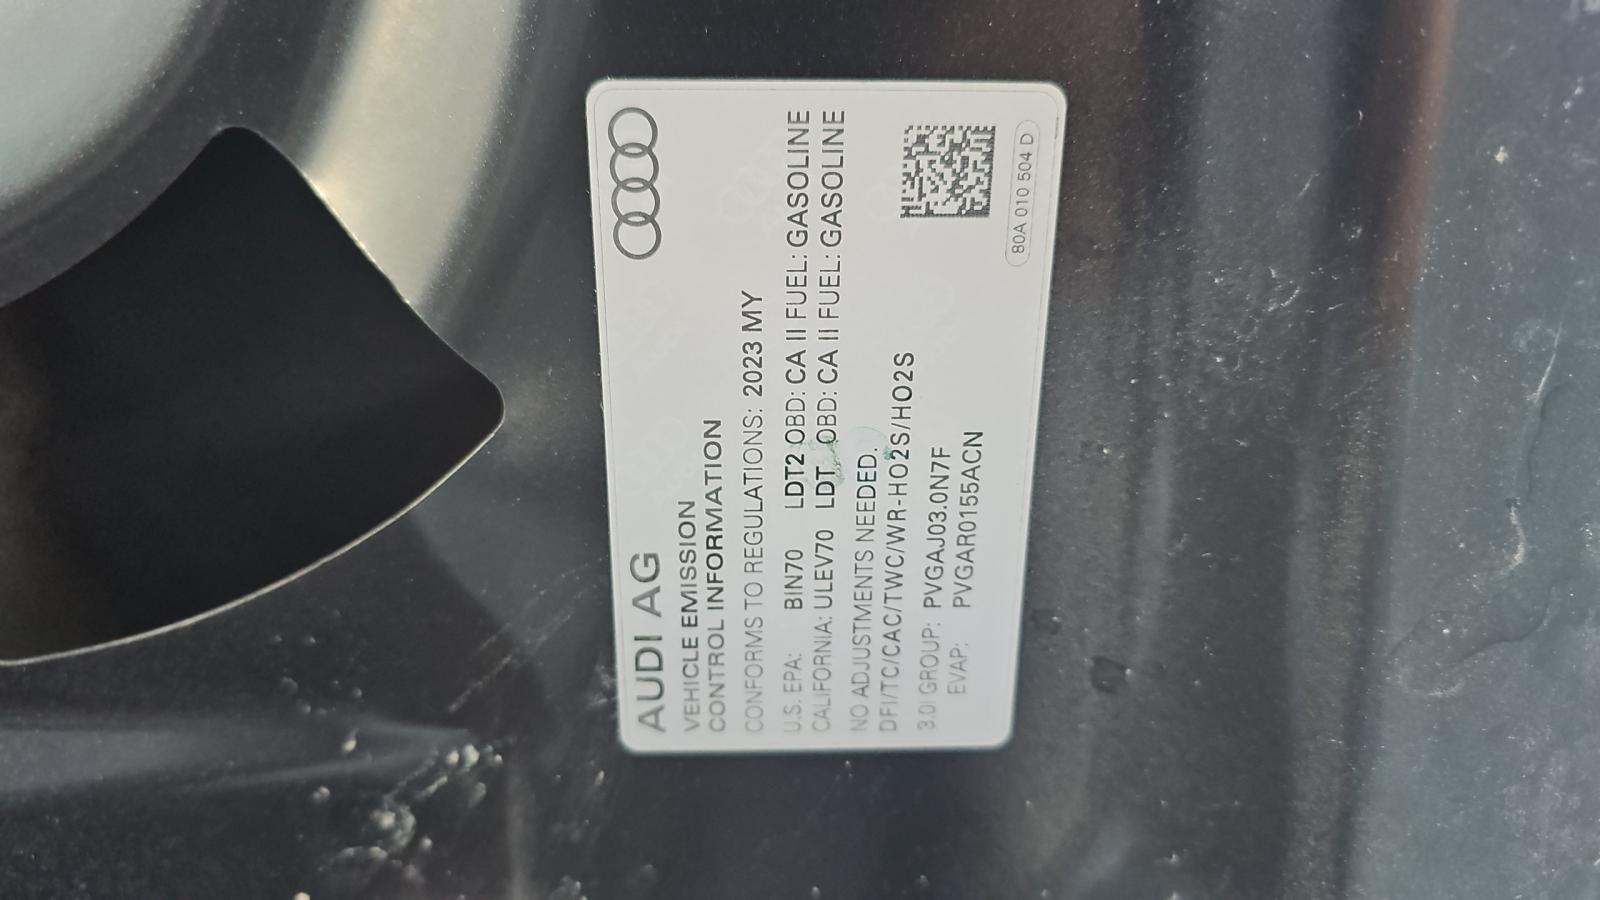 AUDI AG
VEHICLE EMISSION
CONTROL INFORMATION
CONFORMS TO REGULATIONS: 2023 MY
U.S. EPA: BIN70 LDT2 OBD: CA II FUEL: GASOLINE
CALIFORNIA: ULEV70 LDT OBD: CA II FUEL: GASOLINE
NO ADJUSTMENTS NEEDED.
DFI/TC/CAC/TWC/WR-HO2S/HO2S
3.0l GROUP: PVGAJ03.0N7F
EVAP: PVGAR0155ACN
80A 010 504 D